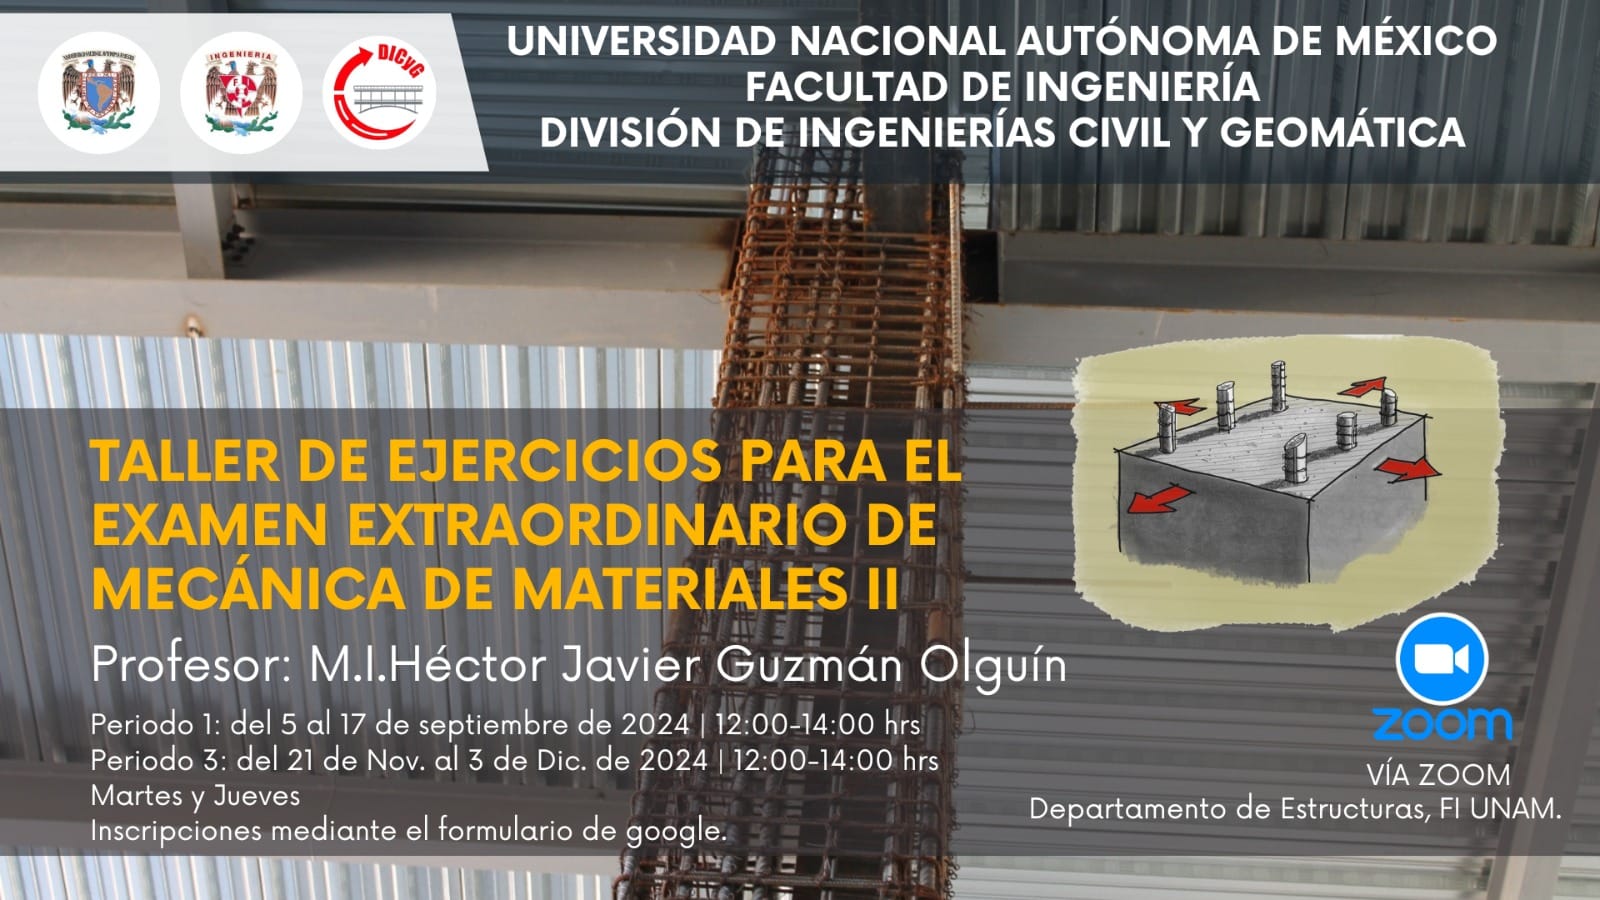 UNIVERSIDAD NACIONAL AUTÓNOMA DE MÉXICO
FACULTAD DE INGENIERÍA
DIVISIÓN DE INGENIERÍAS CIVIL Y GEOMÁTICA
INGENIERIA
DICyG
TALLER DE EJERCICIOS PARA EL
EXAMEN EXTRAORDINARIO DE
MECÁNICA DE MATERIALES II
Profesor: M.I.Héctor Javier Guzmán Olguín
Periodo 1: del 5 al 17 de septiembre de 2024 | 12:00-14:00 hrs
Periodo 3: del 21 de Nov. al 3 de Dic. de 2024 | 12:00-14:00 hrs
Martes y Jueves
Inscripciones mediante el formulario de google.
zoom
VÍA ZOOM
Departamento de Estructuras, FI UNAM.